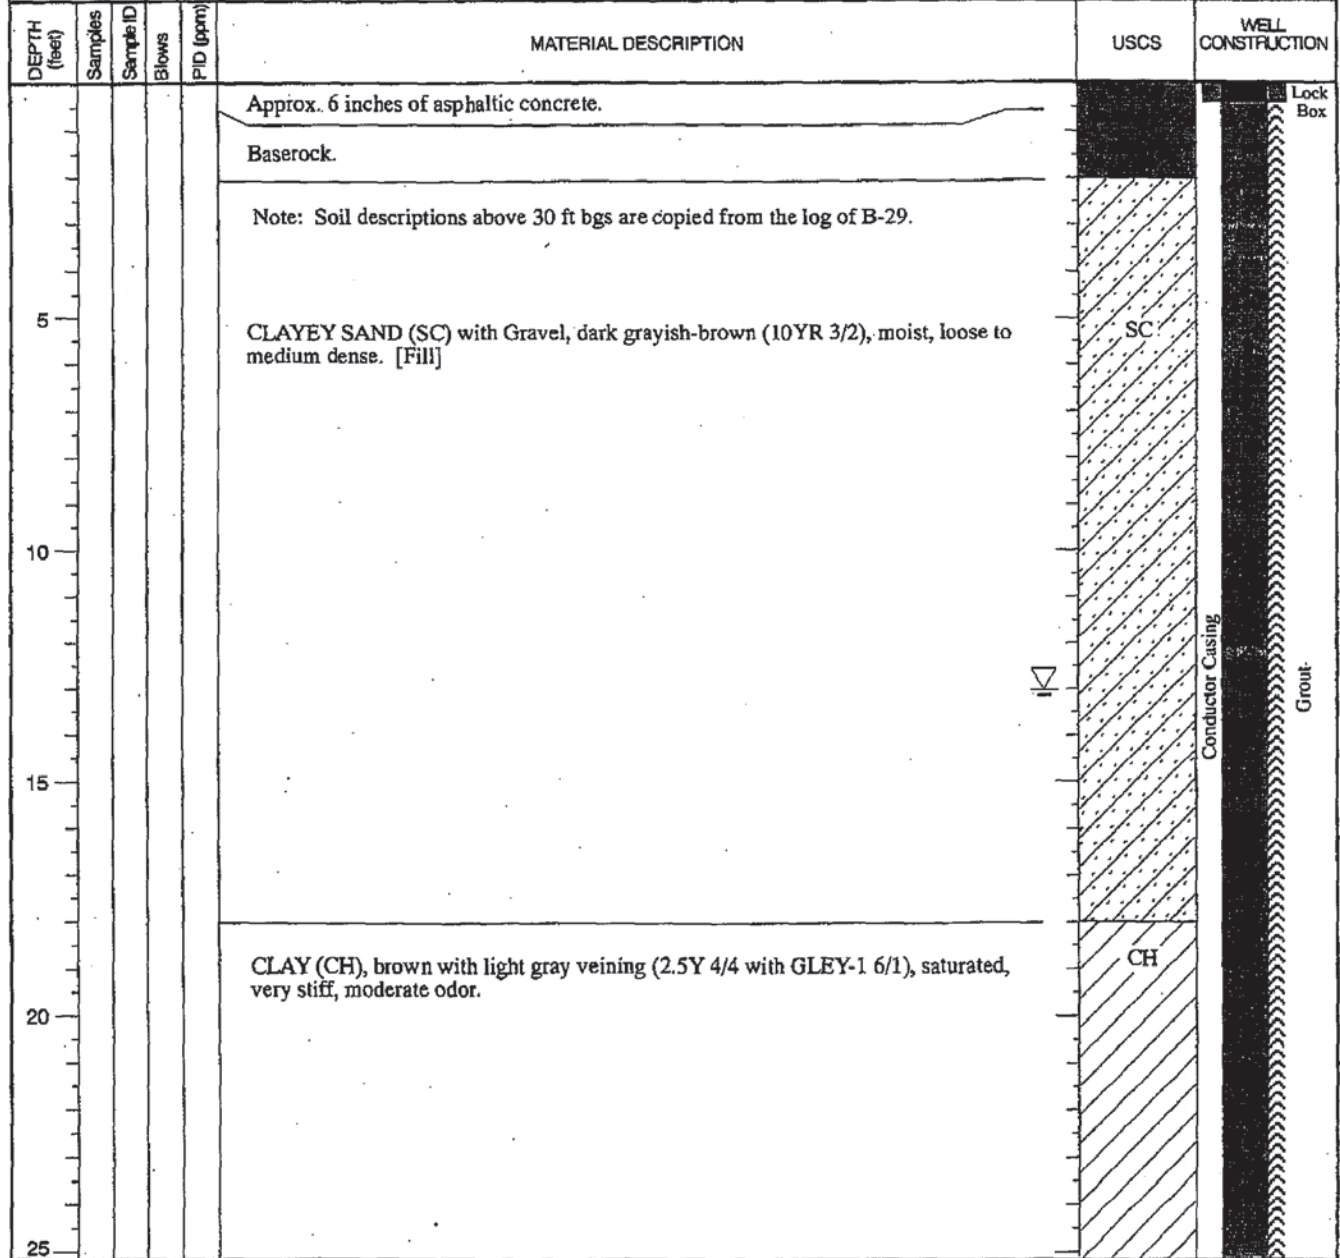 DEPTH
(feet)
Samples
Sample ID
Blows
PID (ppm)
MATERIAL DESCRIPTION
USCS
WELL
CONSTRUCTION
Approx. 6 inches of asphaltic concrete.
Lock
Box
Baserock.
Note: Soil descriptions above 30 ft bgs are copied from the log of B-29.
5
CLAYEY SAND (SC) with Gravel, dark grayish-brown (10YR 3/2), moist, loose to
medium dense. [Fill]
SC
10
Conductor Casing
Grout
15
CLAY (CH), brown with light gray veining (2.5Y 4/4 with GLEY-1 6/1), saturated,
very stiff, moderate odor.
CH
20
25